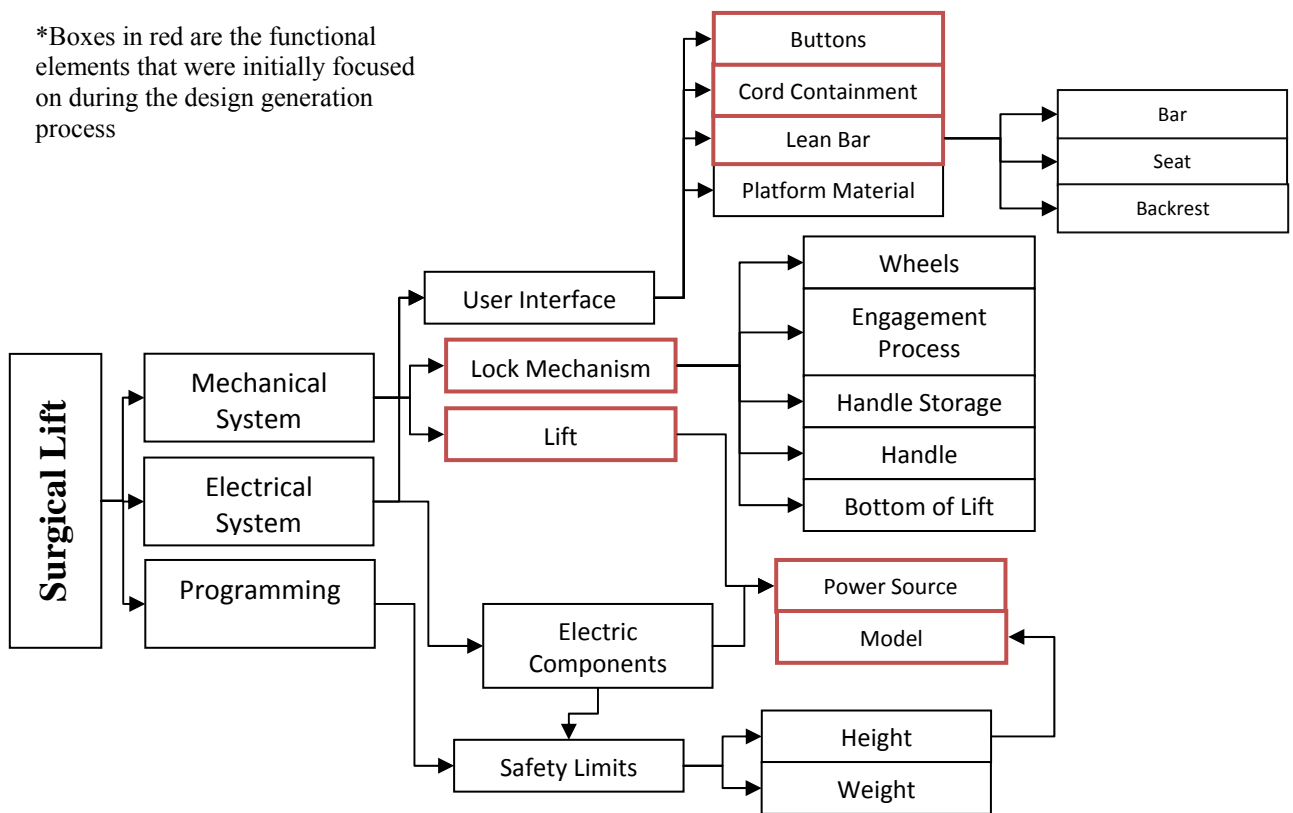 *Boxes in red are the functional
elements that were initially focused
on during the design generation
process
Surgical Lift
Mechanical
System
Electrical
System
Programming
User Interface
Lock Mechanism
Lift
Electric
Components
Safety Limits
Buttons
Cord Containment
Lean Bar
Platform Material
Bar
Seat
Backrest
Wheels
Engagement
Process
Handle Storage
Handle
Bottom of Lift
Power Source
Model
Height
Weight